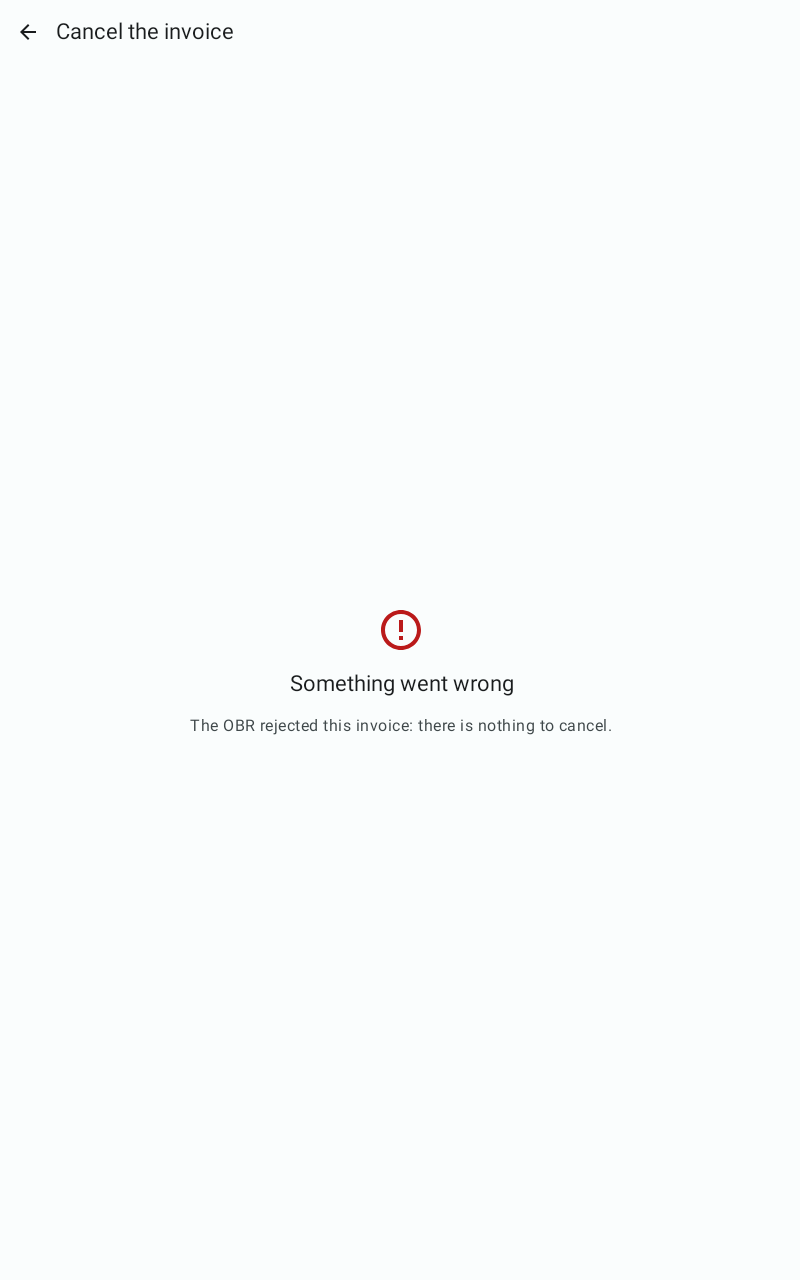 Cancel the invoice
Something went wrong
The OBR rejected this invoice: there is nothing to cancel.